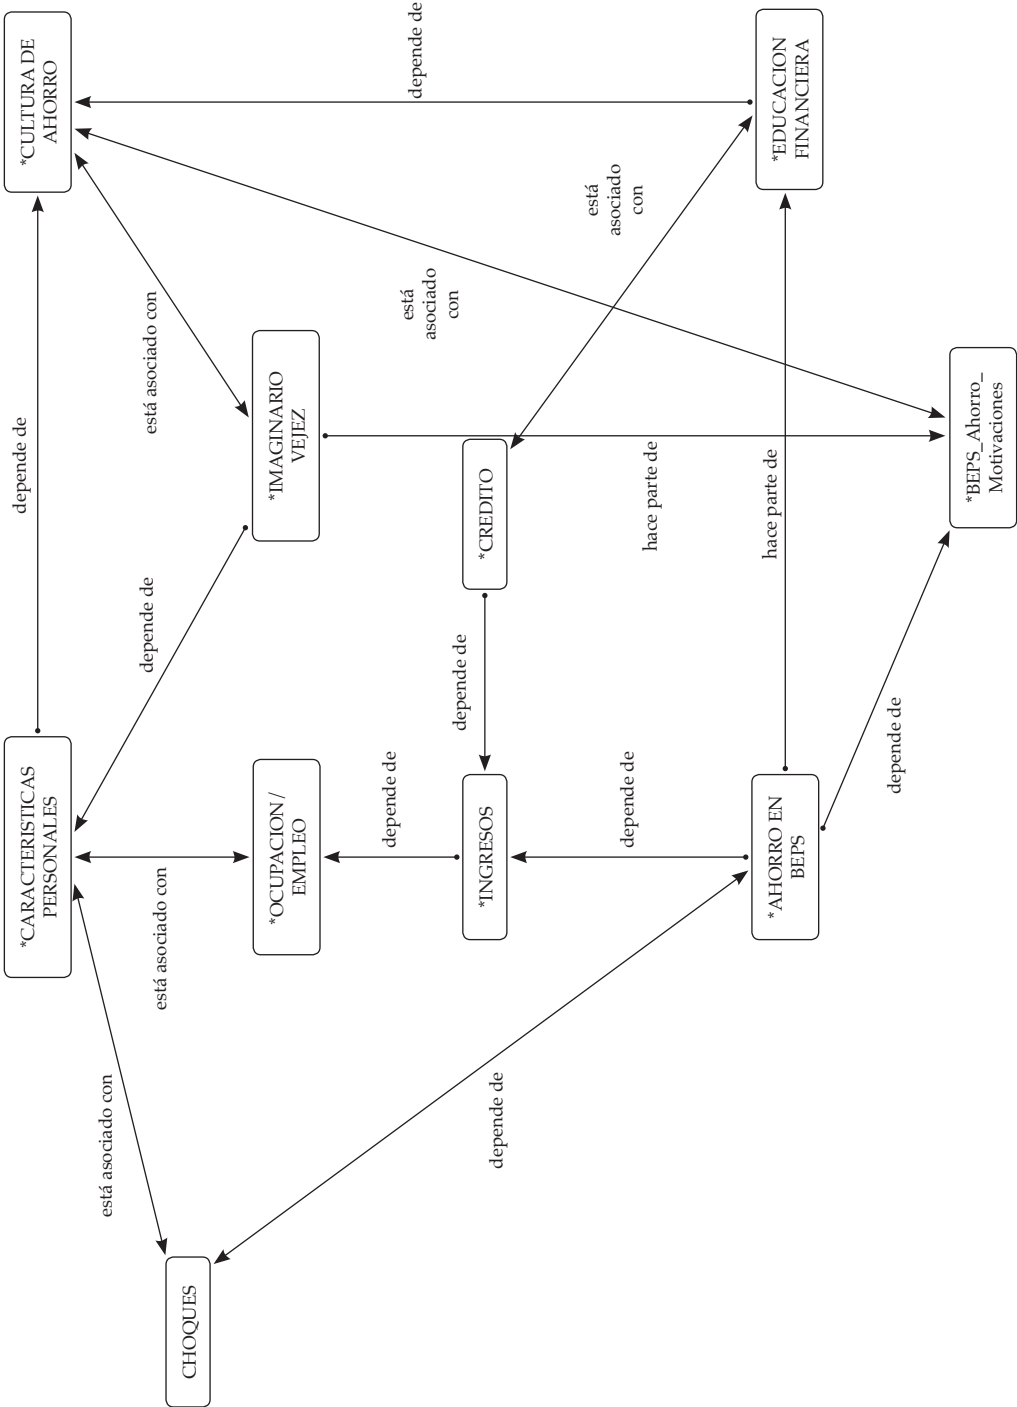 *CARACTERISTICAS
PERSONALES
depende de
*CULTURA DE
AHORRO
está asociado con
está asociado con
depende de
está asociado con
CHOQUES
*OCUPACION /
EMPLEO
*IMAGINARIO
VEJEZ
depende de
está
asociado
con
depende de
depende de
depende de
*INGRESOS
*CREDITO
está
asociado
con
depende de
hace parte de
hace parte de
*AHORRO EN
BEPS
*EDUCACION
FINANCIERA
depende de
*BEPS_Ahorro_
Motivaciones